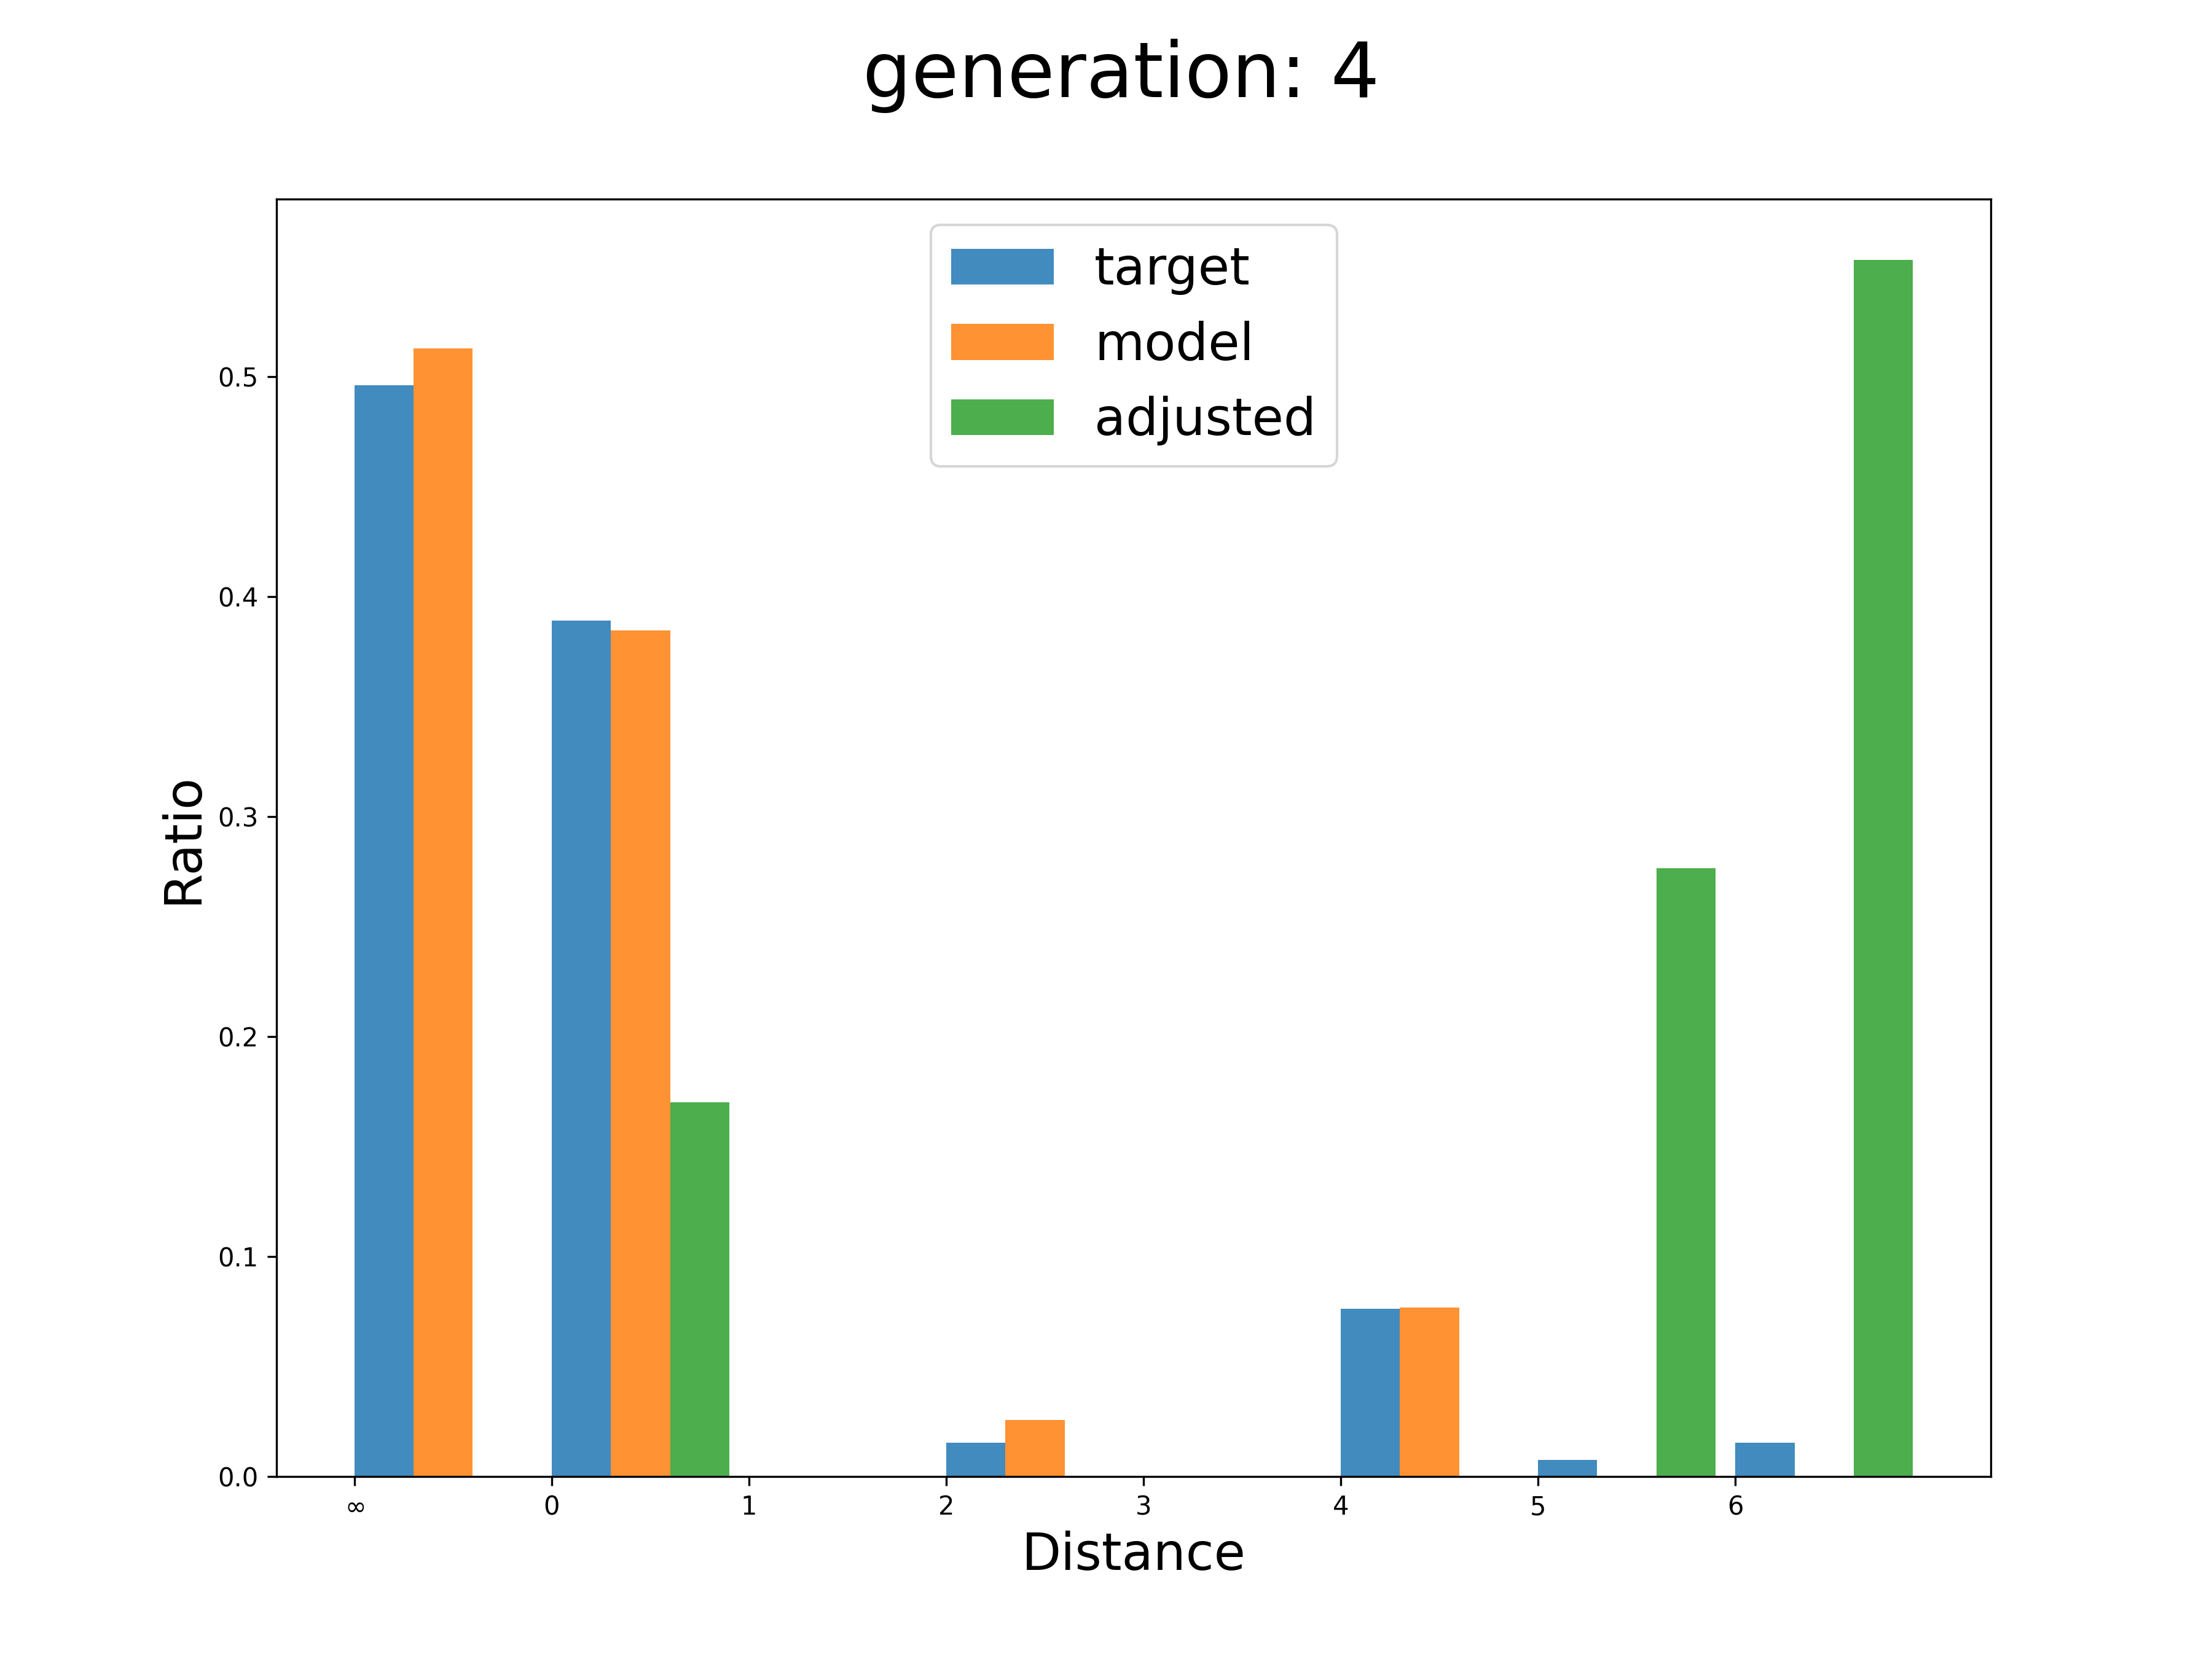 generation: 4
target
model
adjusted
Ratio
0.5
0.4
0.3
0.2
0.1
0.0
∞ 0 1 2 3 4 5 6
Distance